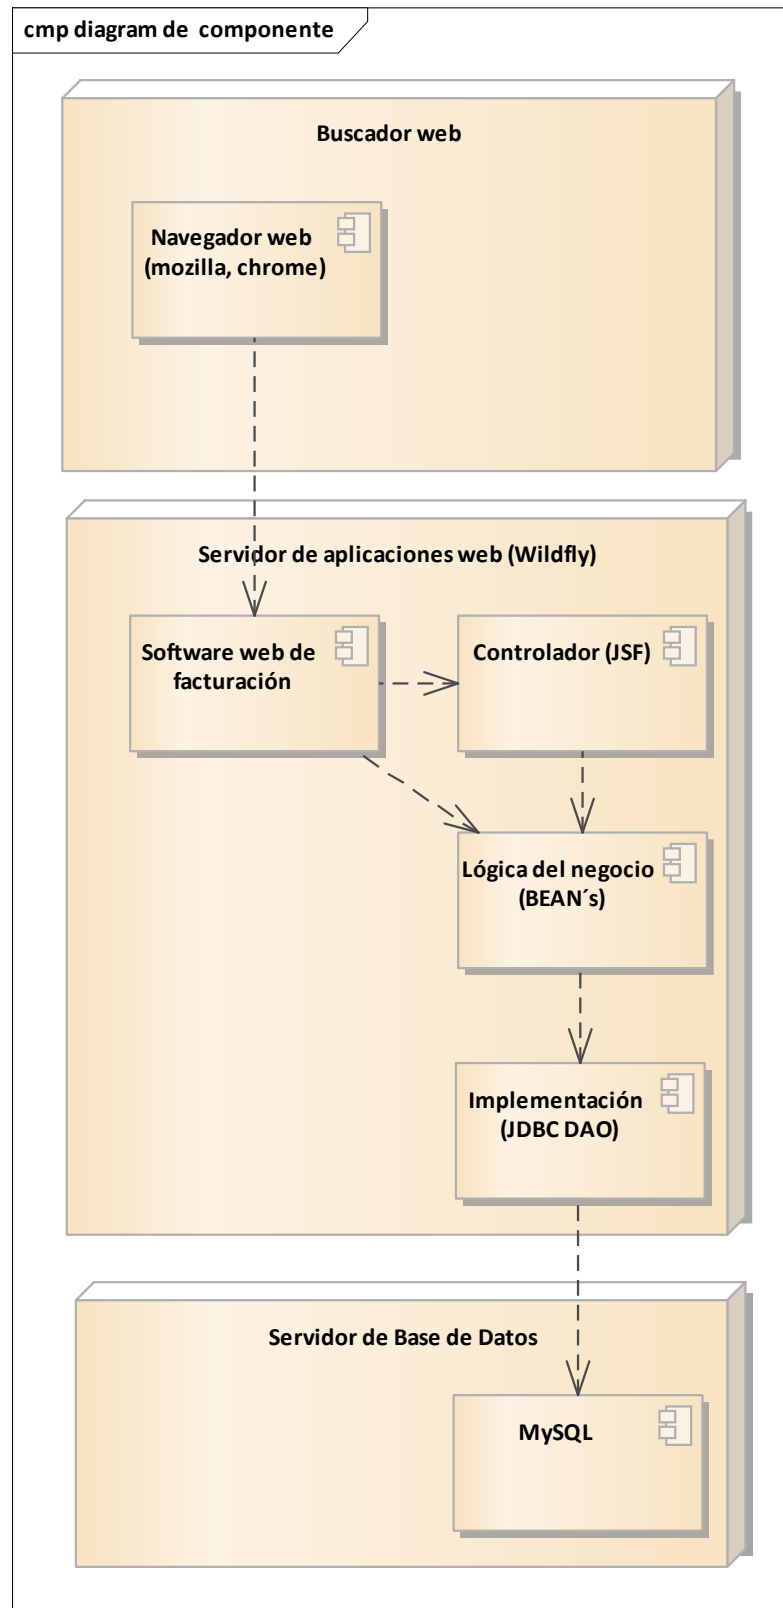 cmp diagram de componente
Buscador web
Navegador web
(mozilla, chrome)
Servidor de aplicaciones web (Wildfly)
Software web de
facturación
Controlador (JSF)
Lógica del negocio
(BEAN´s)
Implementación
(JDBC DAO)
Servidor de Base de Datos
MySQL